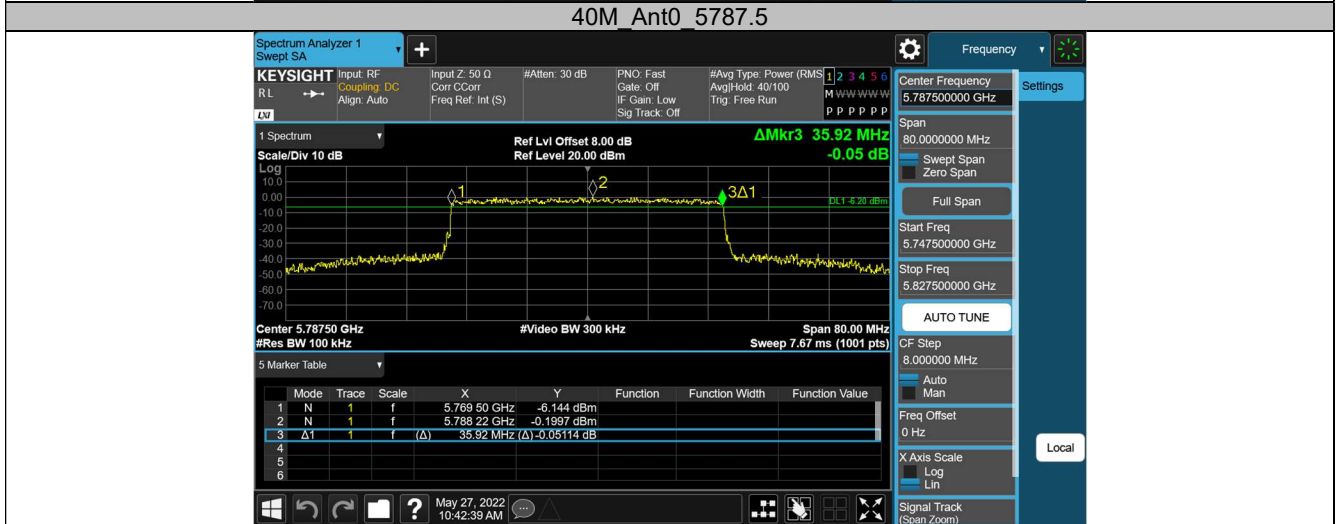 40M_Ant0_5787.5
Spectrum Analyzer 1
Swept SA
+
Frequency
KEYSIGHT
RL
LXI
Input: RF
Coupling: DC
Align: Auto
Input Z: 50 Ω
Corr CCorr
Freq Ref: Int (S)
#Atten: 30 dB
PNO: Fast
Gate: Off
IF Gain: Low
Sig Track: Off
#Avg Type: Power (RMS
Avg|Hold: 40/100
Trig: Free Run
1 2 3 4 5 6
M W W W W W
P P P P P P
1 Spectrum
Ref Lvl Offset 8.00 dB
ΔMkr3 35.92 MHz
Scale/Div 10 dB
Ref Level 20.00 dBm
-0.05 dB
Log
10.0
0.00
-10.0
-20.0
-30.0
-40.0
-50.0
-60.0
-70.0
1
2
3Δ1
DL1 -6.20 dBm
Center 5.78750 GHz
#Video BW 300 kHz
Span 80.00 MHz
#Res BW 100 kHz
Sweep 7.67 ms (1001 pts)
5 Marker Table
Mode Trace Scale X Y Function Function Width Function Value
1 N 1 f 5.769 50 GHz -6.144 dBm
2 N 1 f 5.788 22 GHz -0.1997 dBm
3 Δ1 1 f (Δ) 35.92 MHz (Δ) -0.05114 dB
4
5
6
?
May 27, 2022
10:42:39 AM
Center Frequency
5.787500000 GHz
Settings
Span
80.0000000 MHz
Swept Span
Zero Span
Full Span
Start Freq
5.747500000 GHz
Stop Freq
5.827500000 GHz
AUTO TUNE
CF Step
8.000000 MHz
Auto
Man
Freq Offset
0 Hz
Local
X Axis Scale
Log
Lin
Signal Track
(Span Zoom)